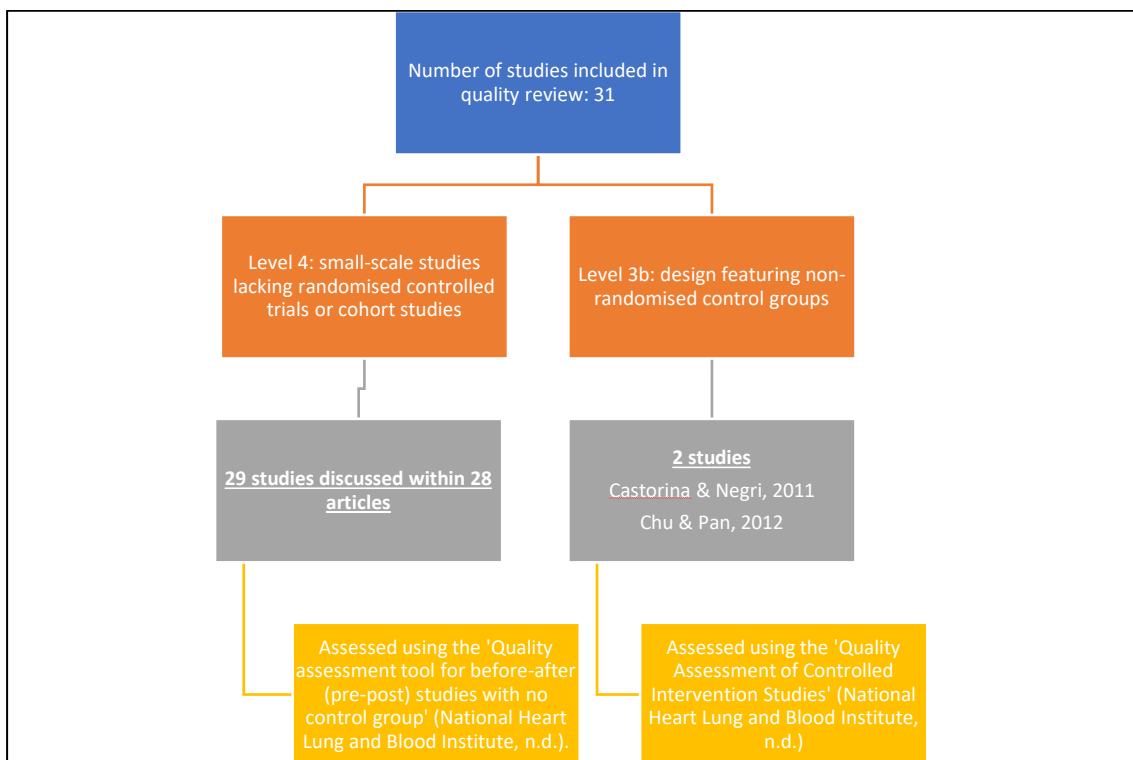 Number of studies included in
quality review: 31
Level 4: small-scale studies
lacking randomised controlled
trials or cohort studies
Level 3b: design featuring non-
randomised control groups
29 studies discussed within 28
articles
2 studies
Castorina & Negri, 2011
Chu & Pan, 2012
Assessed using the 'Quality
assessment tool for before-after
(pre-post) studies with no
control group' (National Heart
Lung and Blood Institute, n.d.).
Assessed using the 'Quality
Assessment of Controlled
Intervention Studies' (National
Heart Lung and Blood Institute,
n.d.)